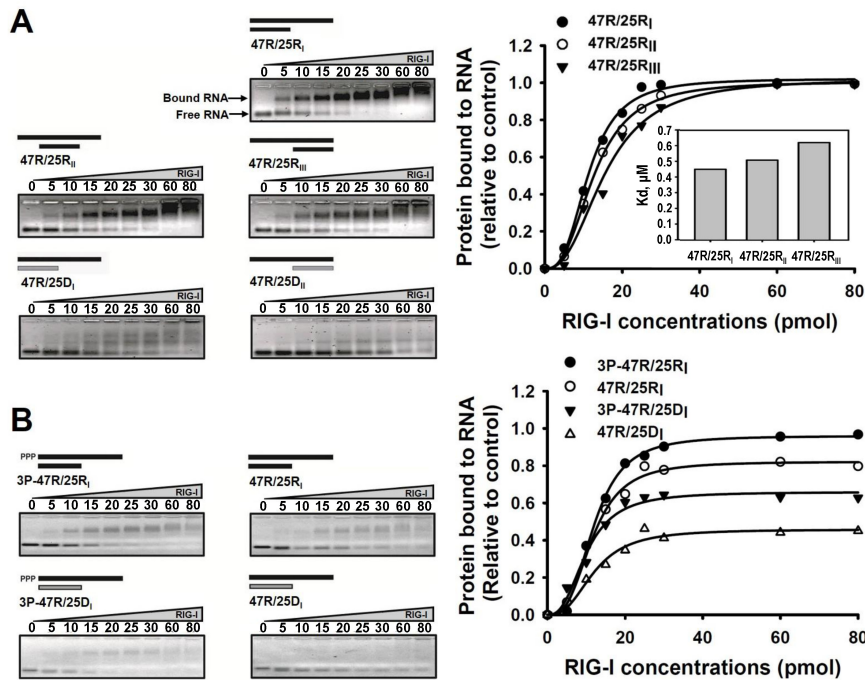 A
47R/25RI
RIG-I
0 5 10 15 20 25 30 60 80
Bound RNA
Free RNA
47R/25RII
RIG-I
0 5 10 15 20 25 30 60 80
47R/25RIII
RIG-I
0 5 10 15 20 25 30 60 80
47R/25DI
RIG-I
0 5 10 15 20 25 30 60 80
47R/25DII
RIG-I
0 5 10 15 20 25 30 60 80
47R/25RI
47R/25RII
47R/25RIII
Protein bound to RNA
(relative to control)
1.2
1.0
0.8
0.6
0.4
0.2
0.0
0 20 40 60 80
RIG-I concentrations (pmol)
Kd, µM
0.7
0.6
0.5
0.4
0.3
0.2
0.1
0.0
47R/25RI 47R/25RII 47R/25RIII
B
PPP
3P-47R/25RI
RIG-I
0 5 10 15 20 25 30 60 80
47R/25RI
RIG-I
0 5 10 15 20 25 30 60 80
PPP
3P-47R/25DI
RIG-I
0 5 10 15 20 25 30 60 80
47R/25DI
RIG-I
0 5 10 15 20 25 30 60 80
3P-47R/25RI
47R/25RI
3P-47R/25DI
47R/25DI
Protein bound to RNA
(Relative to control)
1.2
1.0
0.8
0.6
0.4
0.2
0.0
0 20 40 60 80
RIG-I concentrations (pmol)